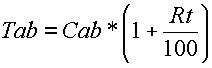 Tab = Cab * (1 + Rt/100)